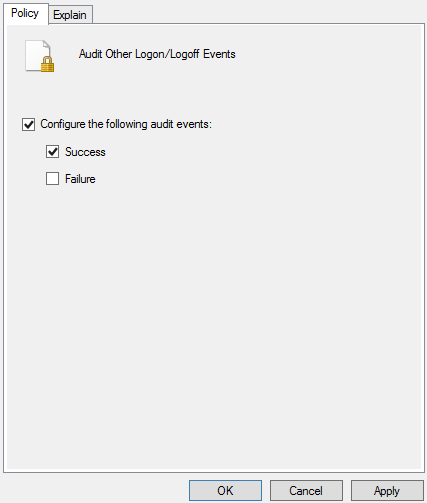 Policy
Explain
Audit Other Logon/Logoff Events
Configure the following audit events:
Success
Failure
OK
Cancel
Apply